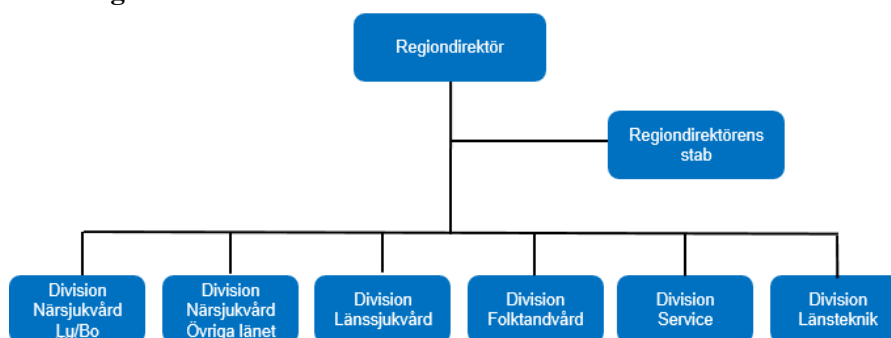 Regiondirektör
Regiondirektörens
stab
Division
Närsjukvård
Lu/Bo
Division
Närsjukvård
Övriga länet
Division
Länssjukvård
Division
Folktandvård
Division
Service
Division
Länsteknik